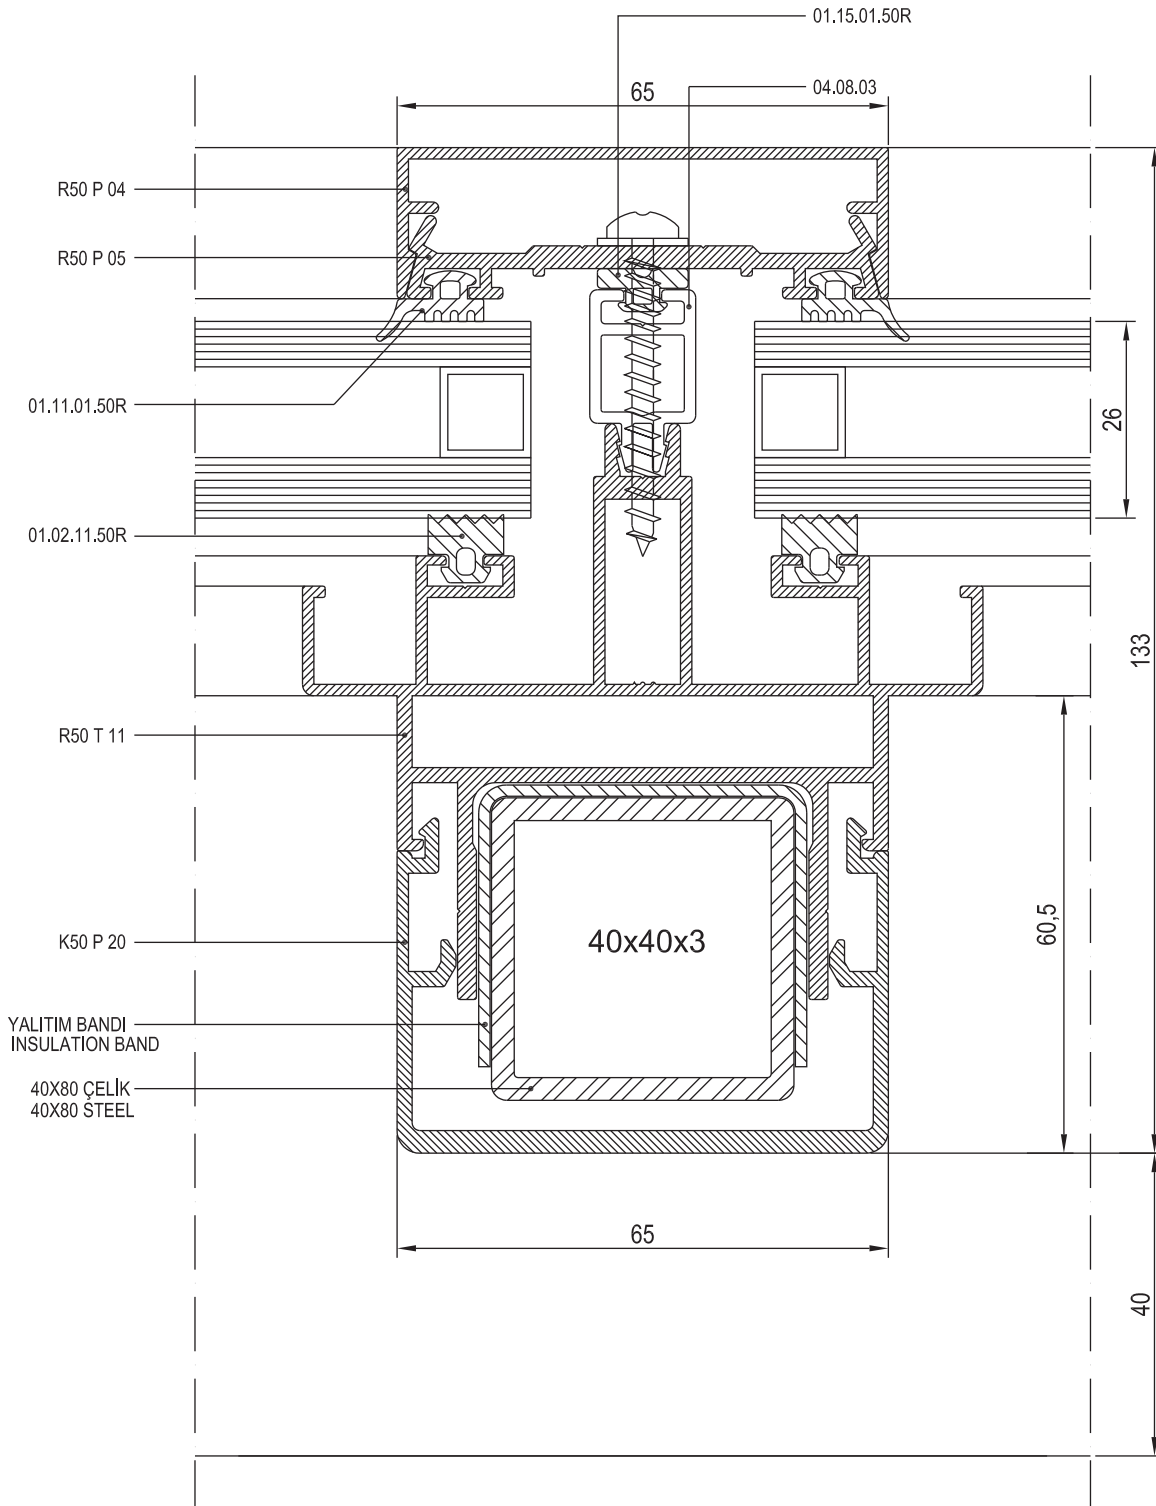 01.15.01.50R
04.08.03
65
R50 P 04
R50 P 05
01.11.01.50R
26
01.02.11.50R
133
R50 T 11
60,5
40x40x3
K50 P 20
YALITIM BANDI
INSULATION BAND
40X80 ÇELİK
40X80 STEEL
65
40